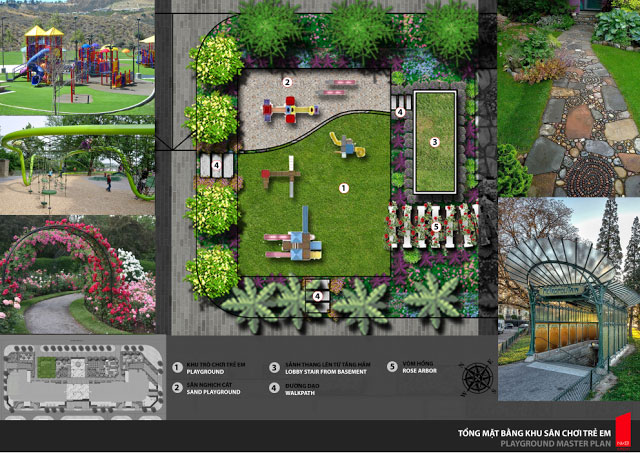 2
4
3
4
1
5
4
1 KHU TRÒ CHƠI TRẺ EM
PLAYGROUND
2 SÂN NGHỊCH CÁT
SAND PLAYGROUND
3 SẢNH THANG LÊN TỪ TẦNG HẦM
LOBBY STAIR FROM BASEMENT
4 ĐƯỜNG DẠO
WALKPATH
5 VÒM HỒNG
ROSE ARBOR
TỔNG MẶT BẰNG KHU SÂN CHƠI TRẺ EM
PLAYGROUND MASTER PLAN